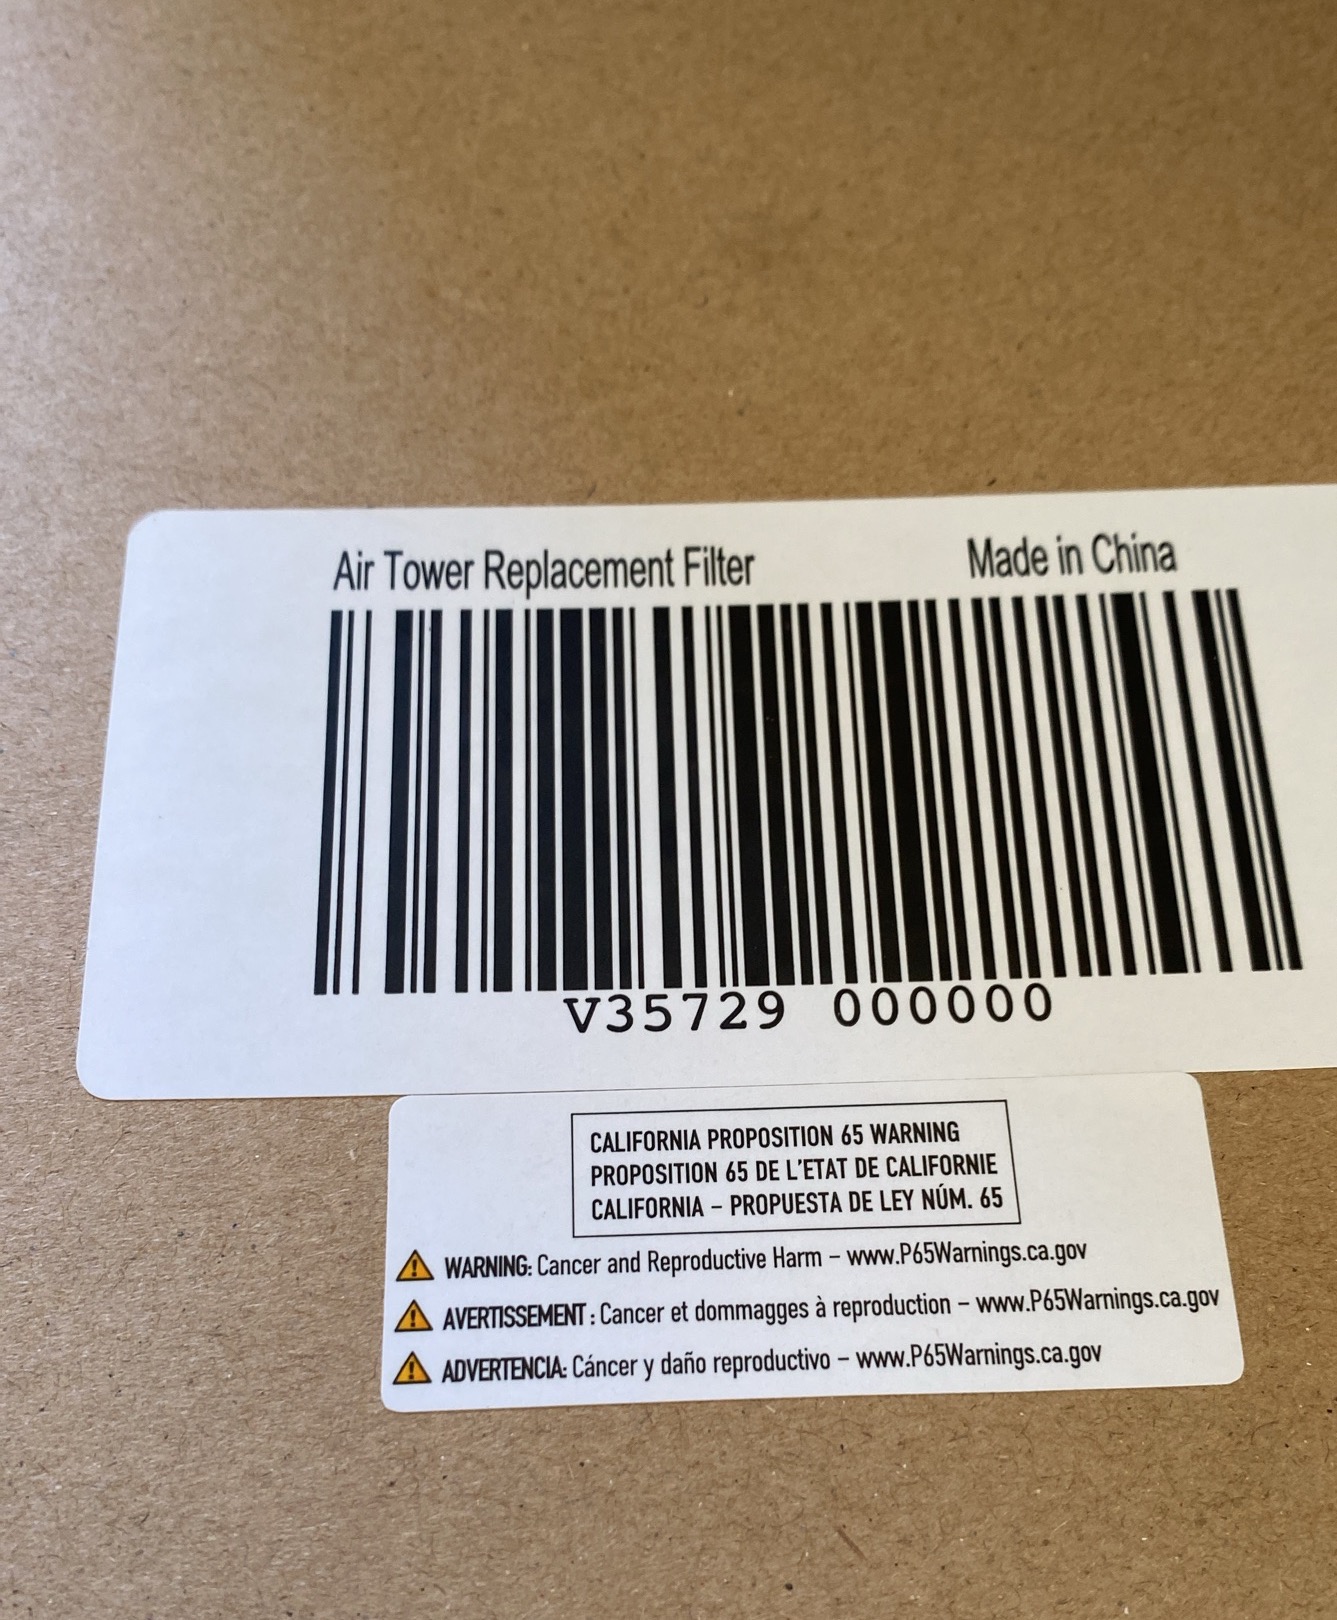 Air Tower Replacement Filter Made in China
V35729 000000
CALIFORNIA PROPOSITION 65 WARNING
PROPOSITION 65 DE L'ETAT DE CALIFORNIE
CALIFORNIA – PROPUESTA DE LEY NÚM. 65
WARNING: Cancer and Reproductive Harm – www.P65Warnings.ca.gov
AVERTISSEMENT : Cancer et dommagges à reproduction – www.P65Warnings.ca.gov
ADVERTENCIA: Cáncer y daño reproductivo – www.P65Warnings.ca.gov